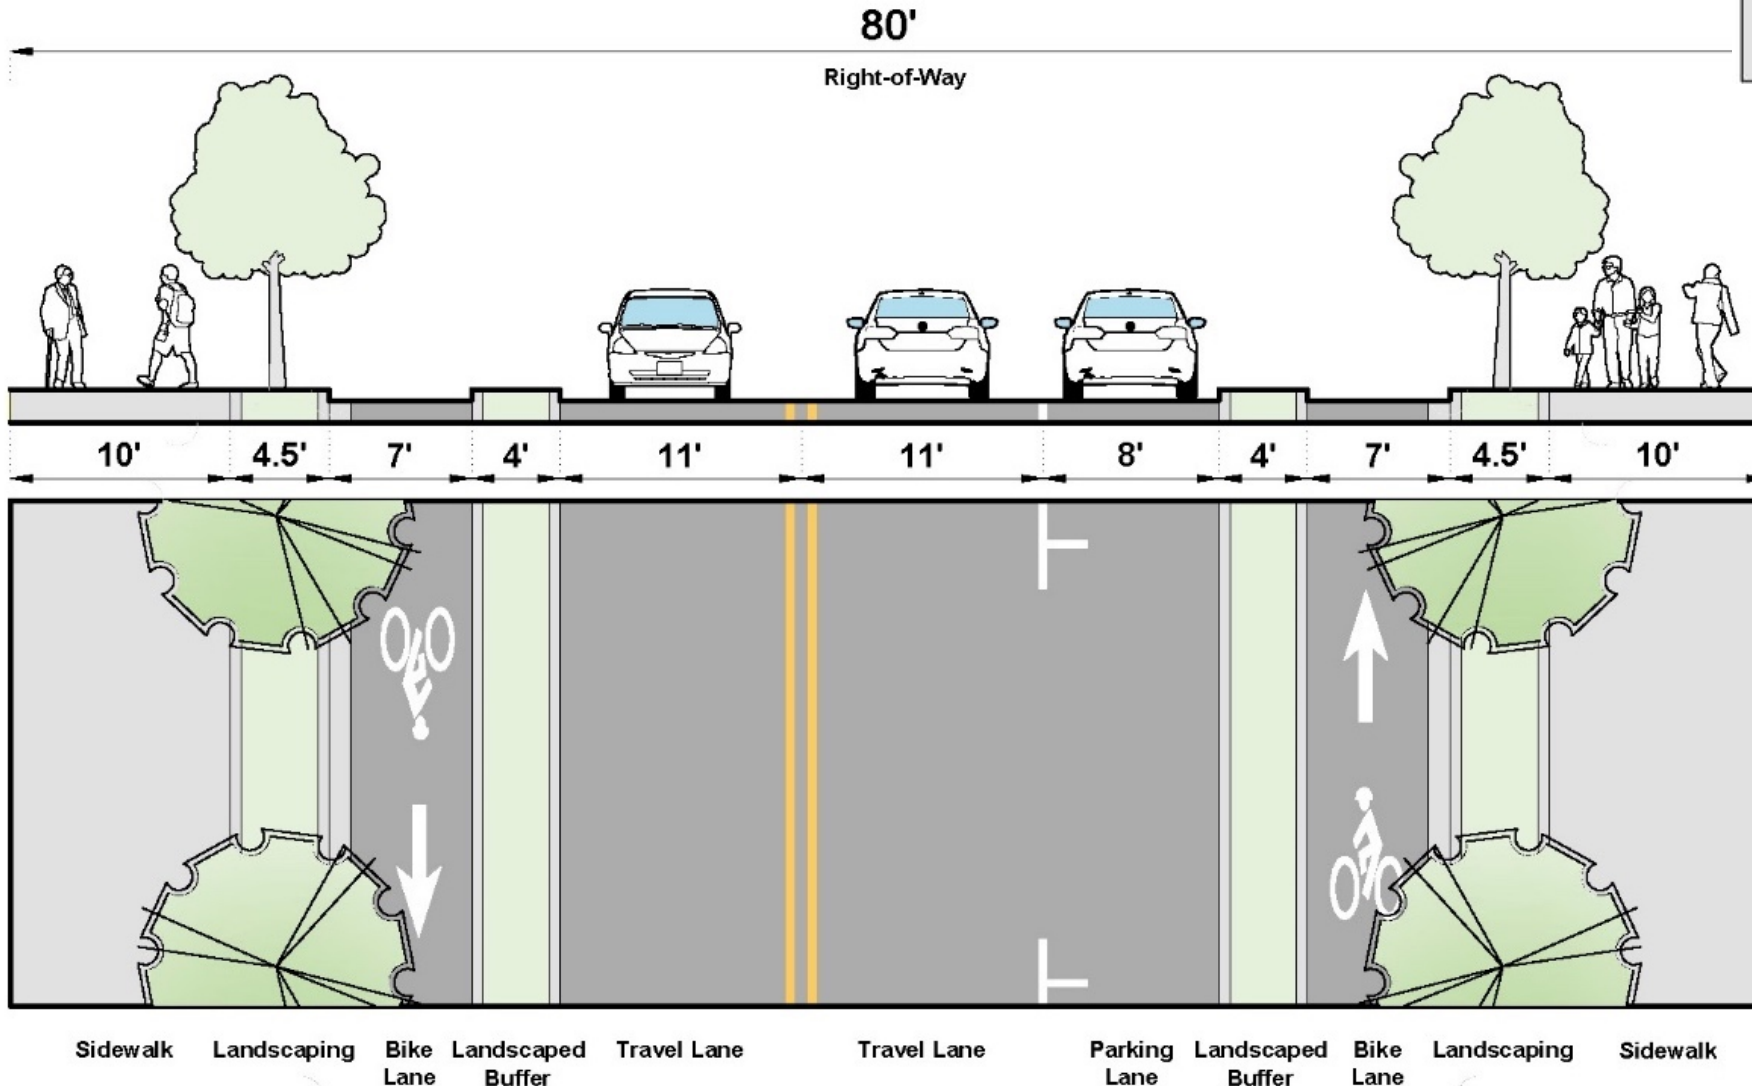 80'
Right-of-Way
10' 4.5' 7' 4' 11' 11' 8' 4' 7' 4.5' 10'
Sidewalk Landscaping Bike Landscaped Travel Lane Travel Lane Parking Landscaped Bike Landscaping Sidewalk
Lane Buffer Lane Buffer Lane